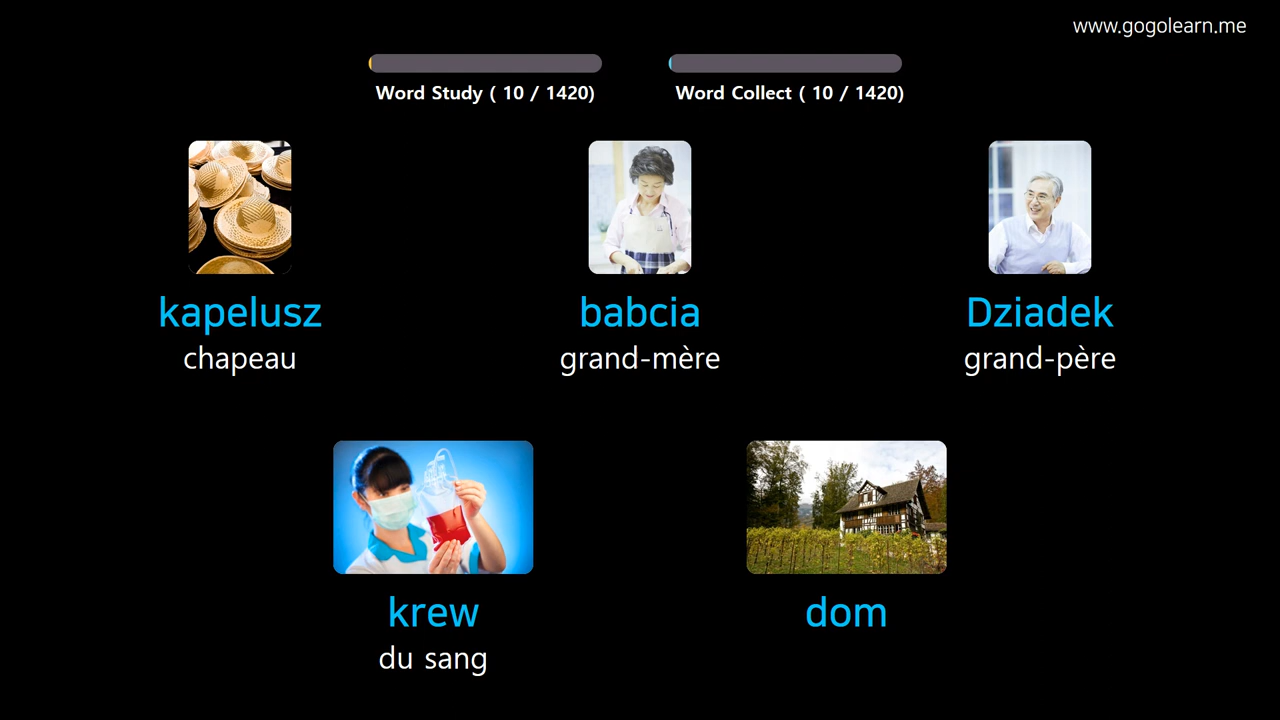 www.gogolearn.me
Word Study ( 10 / 1420)
Word Collect ( 10 / 1420)
kapelusz
chapeau
babcia
grand-mère
Dziadek
grand-père
krew
du sang
dom